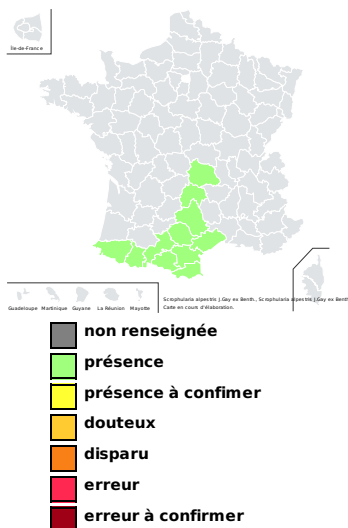 Île-de-France
Guadeloupe Martinique Guyane La Réunion Mayotte
Scrophularia alpestris J.Gay ex Benth., Scrophularia alpestris J.Gay ex Benth
Carte en cours d'élaboration.
non renseignée
présence
présence à confimer
douteux
disparu
erreur
erreur à confirmer